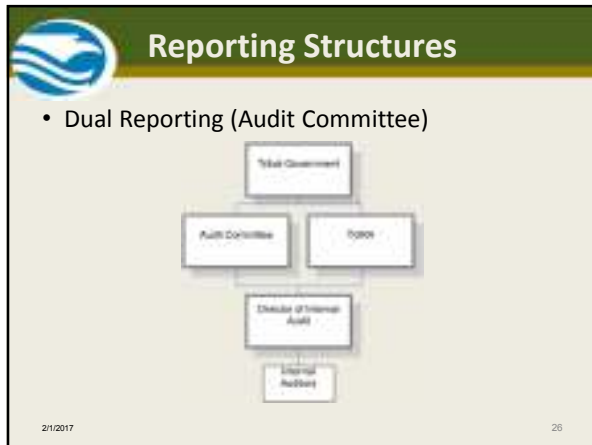 Reporting Structures
• Dual Reporting (Audit Committee)
Tribal Government
Audit Committee
Director of Internal
Audit
Internal
Auditors
2/1/2017
26